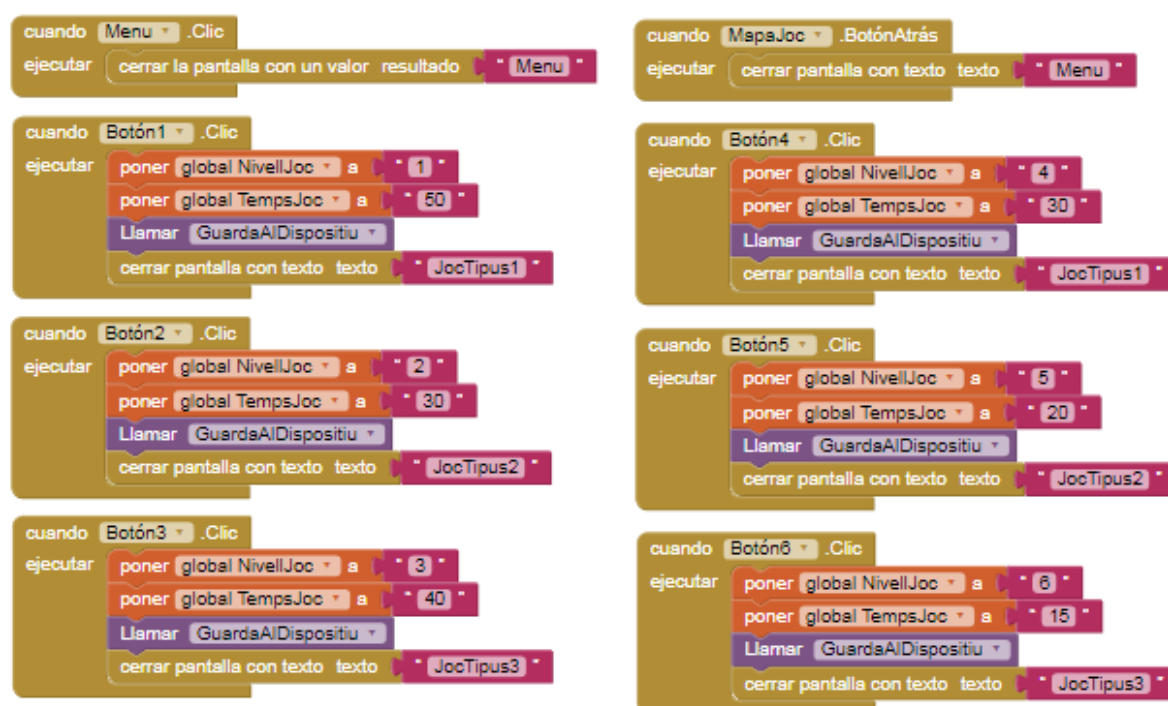 cuando Menu .Clic
ejecutar cerrar la pantalla con un valor resultado " Menu "
cuando Botón1 .Clic
ejecutar poner global NivellJoc a " 1 "
poner global TempsJoc a " 50 "
Llamar GuardaAlDispositiu
cerrar pantalla con texto texto " JocTipus1 "
cuando Botón2 .Clic
ejecutar poner global NivellJoc a " 2 "
poner global TempsJoc a " 30 "
Llamar GuardaAlDispositiu
cerrar pantalla con texto texto " JocTipus2 "
cuando Botón3 .Clic
ejecutar poner global NivellJoc a " 3 "
poner global TempsJoc a " 40 "
Llamar GuardaAlDispositiu
cerrar pantalla con texto texto " JocTipus3 "
cuando MapaJoc .BotónAtrás
ejecutar cerrar pantalla con texto texto " Menu "
cuando Botón4 .Clic
ejecutar poner global NivellJoc a " 4 "
poner global TempsJoc a " 30 "
Llamar GuardaAlDispositiu
cerrar pantalla con texto texto " JocTipus1 "
cuando Botón5 .Clic
ejecutar poner global NivellJoc a " 5 "
poner global TempsJoc a " 20 "
Llamar GuardaAlDispositiu
cerrar pantalla con texto texto " JocTipus2 "
cuando Botón6 .Clic
ejecutar poner global NivellJoc a " 6 "
poner global TempsJoc a " 15 "
Llamar GuardaAlDispositiu
cerrar pantalla con texto texto " JocTipus3 "